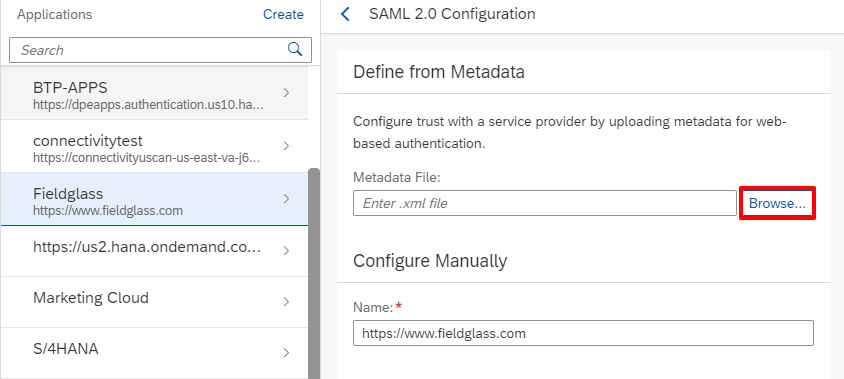 Applications
Create
Search
BTP-APPS
https://dpeapps.authentication.us10.ha...
connectivitytest
https://connectivityuscan-us-east-va-j6...
Fieldglass
https://www.fieldglass.com
https://us2.hana.ondemand.co...
Marketing Cloud
S/4HANA
SAML 2.0 Configuration
Define from Metadata
Configure trust with a service provider by uploading metadata for web-
based authentication.
Metadata File:
Enter .xml file
Browse...
Configure Manually
Name: *
https://www.fieldglass.com